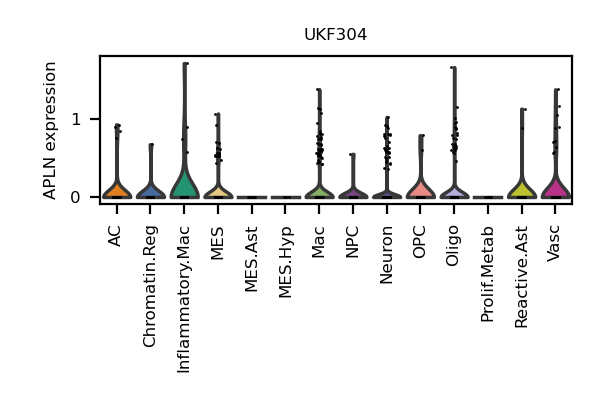 UKF304
APLN expression
1
0
AC
Chromatin.Reg
Inflammatory.Mac
MES
MES.Ast
MES.Hyp
Mac
NPC
Neuron
OPC
Oligo
Prolif.Metab
Reactive.Ast
Vasc